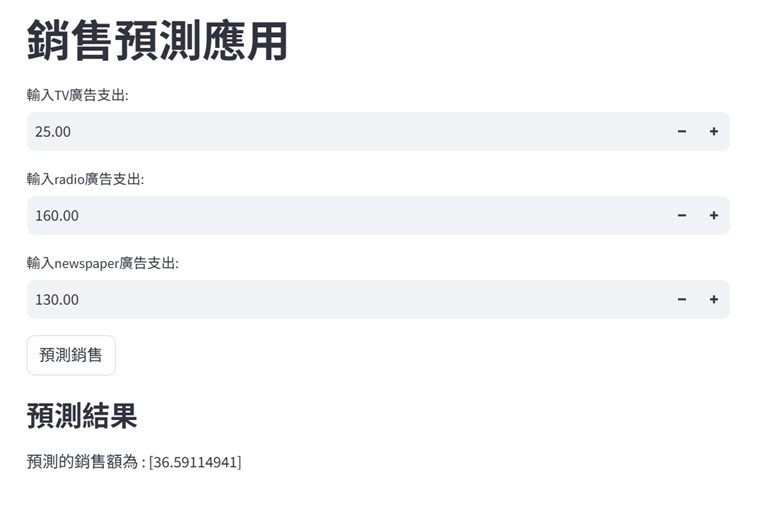 銷售預測應用
輸入TV廣告支出:
25.00
輸入radio廣告支出:
160.00
輸入newspaper廣告支出:
130.00
預測銷售
預測結果
預測的銷售額為 : [36.59114941]